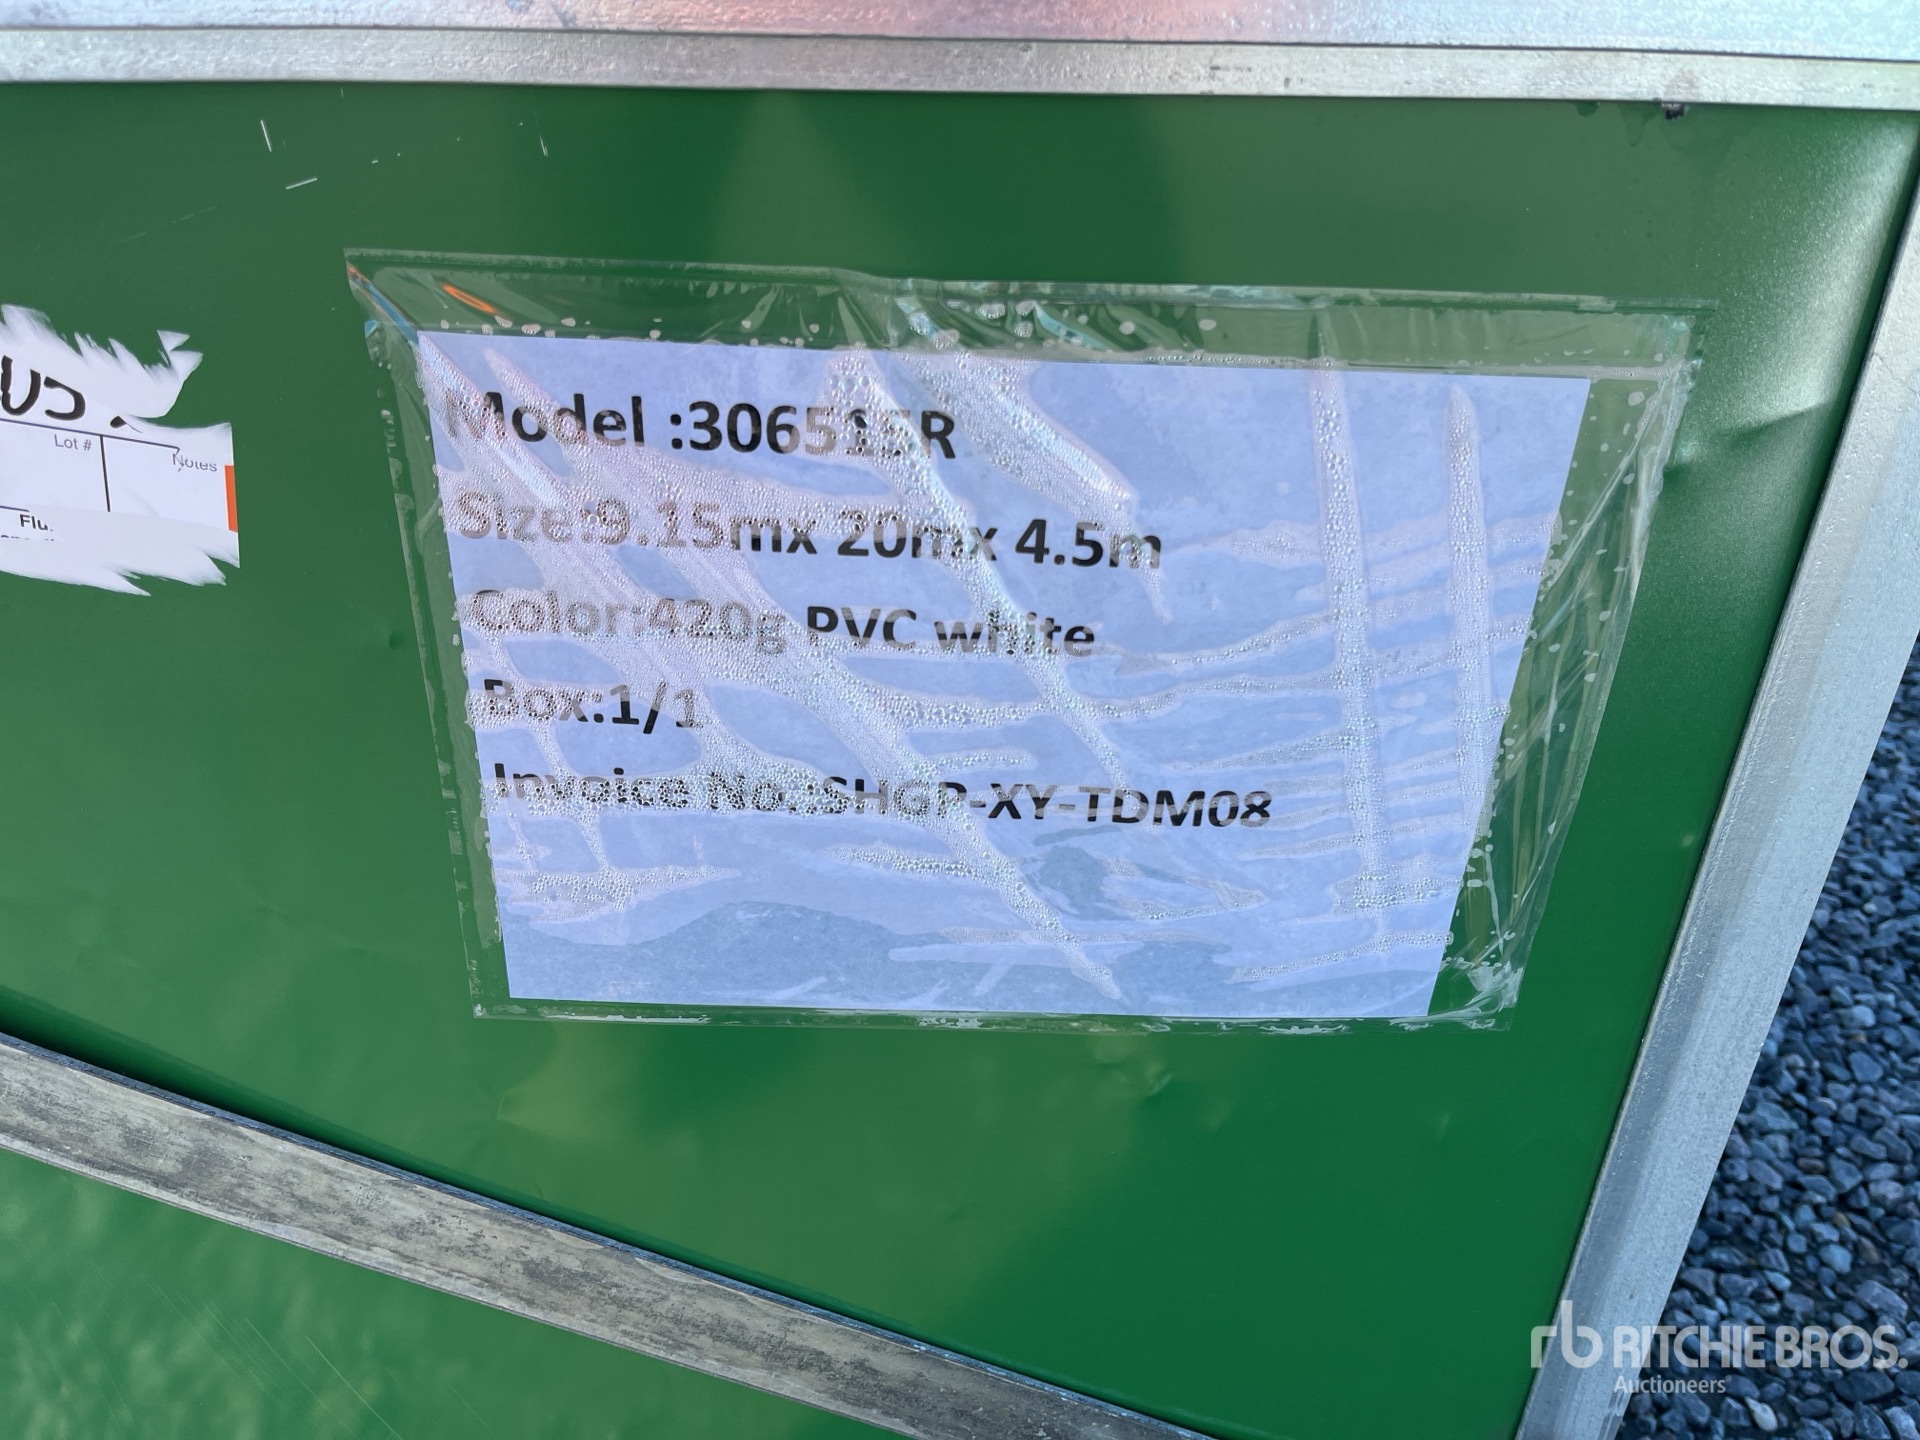 Lot #
Notes
Model :306515R
Size:9.15mx 20mx 4.5m
Color:420g PVC white
Box:1/1
Invoice No.:SHGP-XY-TDM08
rb RITCHIE BROS.
Auctioneers